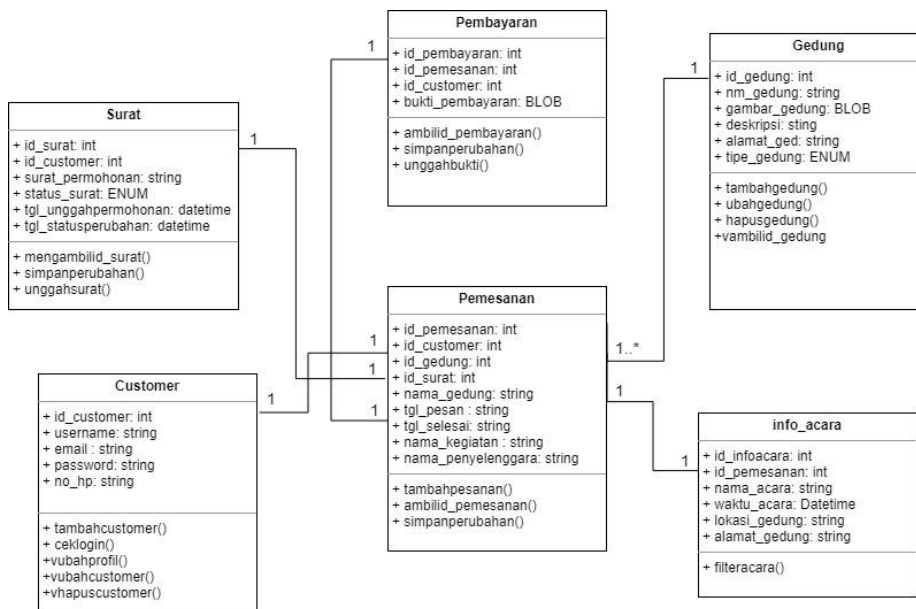 Pembayaran
+ id_pembayaran: int
+ id_pemesanan: int
+ id_customer: int
+ bukti_pembayaran: BLOB
+ ambilid_pembayaran()
+ simpanperubahan()
+ unggahbukti()
1
Gedung
+ id_gedung: int
+ nm_gedung: string
+ gambar_gedung: BLOB
+ deskripsi: sting
+ alamat_ged: string
+ tipe_gedung: ENUM
+ tambahgedung()
+ ubahgedung()
+ hapusgedung()
+vambilid_gedung
1
Surat
+ id_surat: int
+ id_customer: int
+ surat_permohonan: string
+ status_surat: ENUM
+ tgl_unggahpermohonan: datetime
+ tgl_statusperubahan: datetime
+ mengambilid_surat()
+ simpanperubahan()
+ unggahsurat()
1
Pemesanan
+ id_pemesanan: int
+ id_customer: int
+ id_gedung: int
+ id_surat: int
+ nama_gedung: string
+ tgl_pesan : string
+ tgl_selesai: string
+ nama_kegiatan : string
+ nama_penyelenggara: string
+ tambahpesanan()
+ ambilid_pemesanan()
+ simpanperubahan()
1
1
1
1..*
1
Customer
+ id_customer: int
+ username: string
+ email : string
+ password: string
+ no_hp: string
+ tambahcustomer()
+ ceklogin()
+vubahprofil()
+vubahcustomer()
+ vhapuscustomer()
1
info_acara
+ id_infoacara: int
+ id_pemesanan: int
+ nama_acara: string
+ waktu_acara: Datetime
+ lokasi_gedung: string
+ alamat_gedung: string
+ filteracara()
1